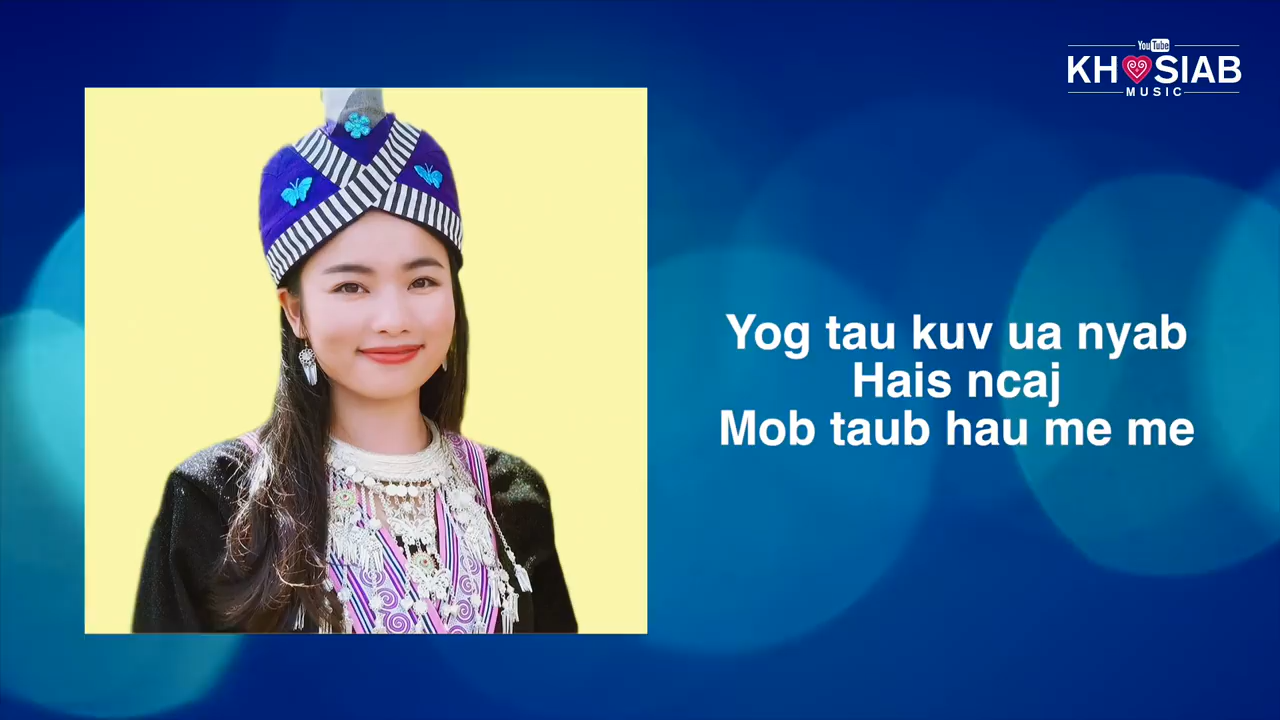 YouTube
KHOSIAB
MUSIC
Yog tau kuv ua nyab
Hais ncaj
Mob taub hau me me